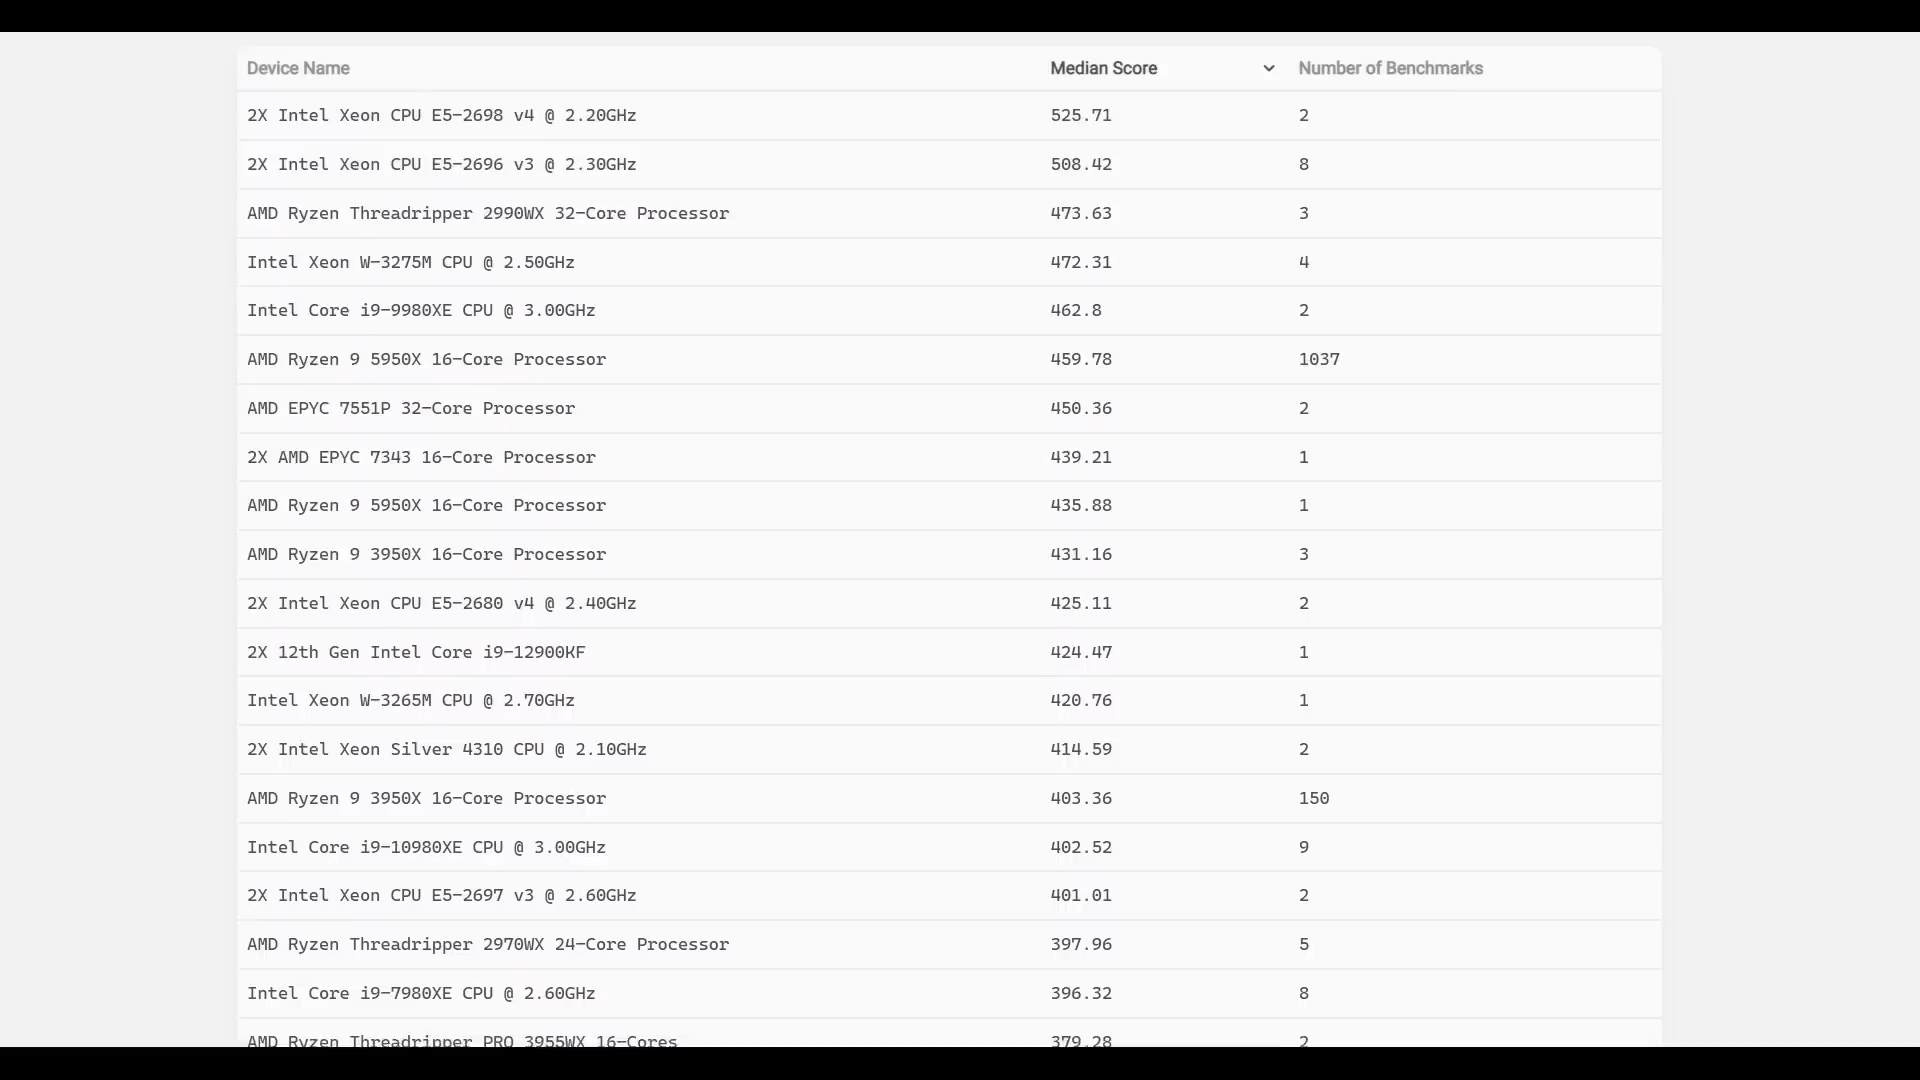 Device Name Median Score Number of Benchmarks
2X Intel Xeon CPU E5-2698 v4 @ 2.20GHz 525.71 2
2X Intel Xeon CPU E5-2696 v3 @ 2.30GHz 508.42 8
AMD Ryzen Threadripper 2990WX 32-Core Processor 473.63 3
Intel Xeon W-3275M CPU @ 2.50GHz 472.31 4
Intel Core i9-9980XE CPU @ 3.00GHz 462.8 2
AMD Ryzen 9 5950X 16-Core Processor 459.78 1037
AMD EPYC 7551P 32-Core Processor 450.36 2
2X AMD EPYC 7343 16-Core Processor 439.21 1
AMD Ryzen 9 5950X 16-Core Processor 435.88 1
AMD Ryzen 9 3950X 16-Core Processor 431.16 3
2X Intel Xeon CPU E5-2680 v4 @ 2.40GHz 425.11 2
2X 12th Gen Intel Core i9-12900KF 424.47 1
Intel Xeon W-3265M CPU @ 2.70GHz 420.76 1
2X Intel Xeon Silver 4310 CPU @ 2.10GHz 414.59 2
AMD Ryzen 9 3950X 16-Core Processor 403.36 150
Intel Core i9-10980XE CPU @ 3.00GHz 402.52 9
2X Intel Xeon CPU E5-2697 v3 @ 2.60GHz 401.01 2
AMD Ryzen Threadripper 2970WX 24-Core Processor 397.96 5
Intel Core i9-7980XE CPU @ 2.60GHz 396.32 8
AMD Ryzen Threadripper PRO 3955WX 16-Cores 379.28 2